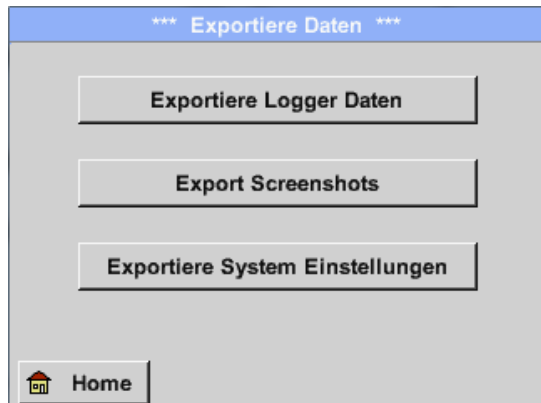 *** Exportiere Daten ***
Exportiere Logger Daten
Export Screenshots
Exportiere System Einstellungen
Home